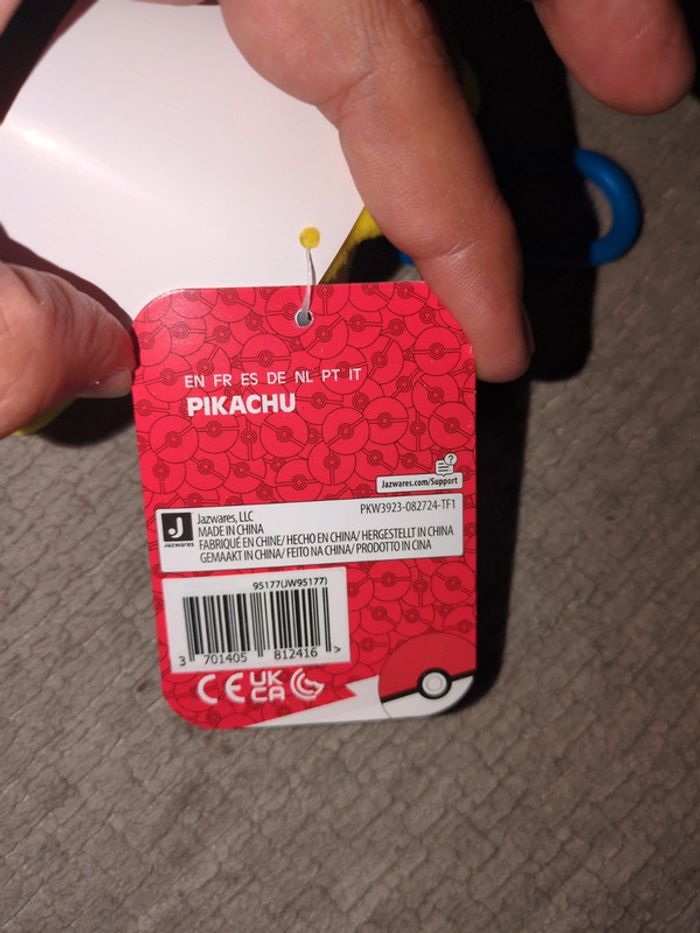 EN FR ES DE NL PT IT
PIKACHU
?
Jazwares.com/Support
PKW3923-082724-TF1
J
Jazwares
Jazwares, LLC
MADE IN CHINA
FABRIQUÉ EN CHINE/ HECHO EN CHINA/ HERGESTELLT IN CHINA
GEMAAKT IN CHINA/ FEITO NA CHINA/ PRODOTTO IN CINA
95177(JW95177)
3 701405 812416 >
CE UK CA